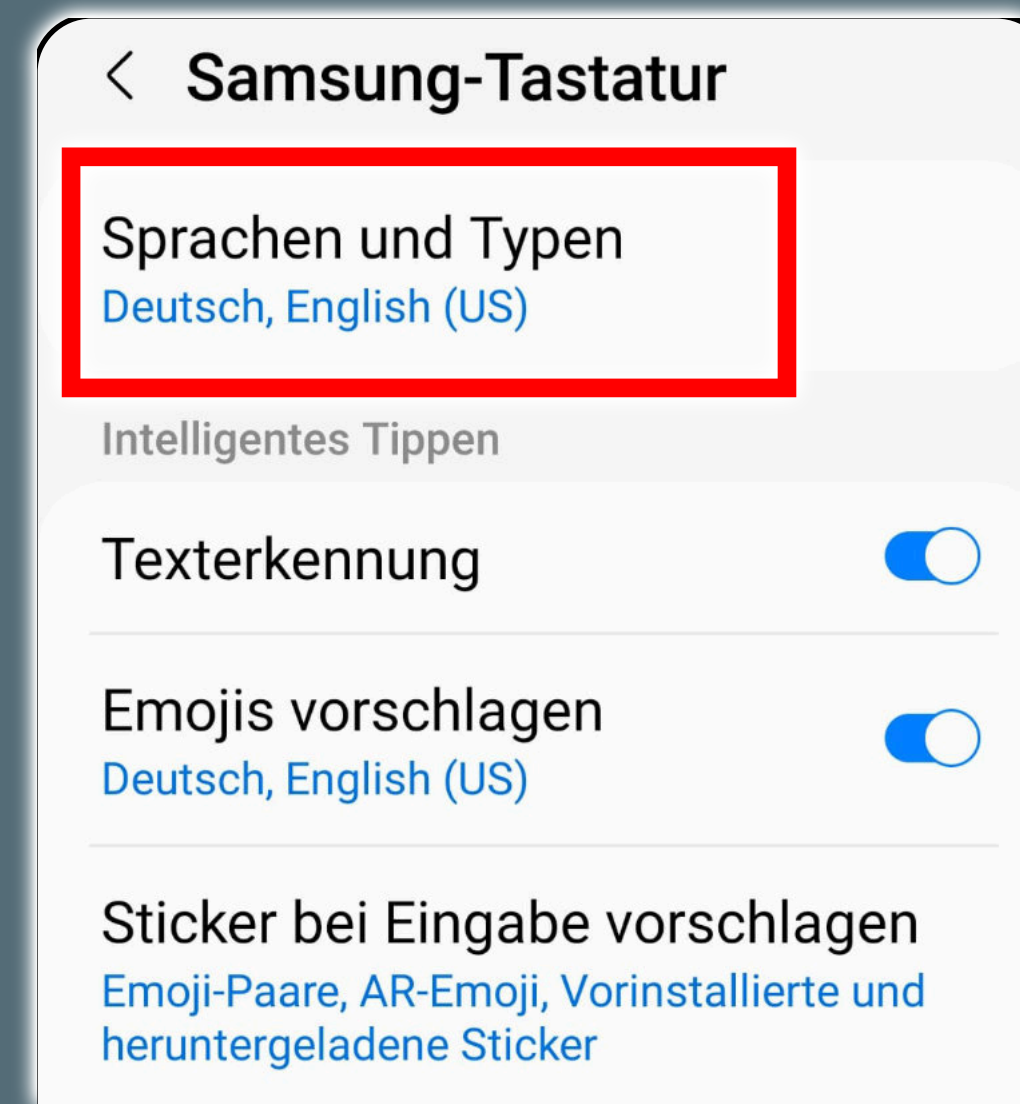 Samsung-Tastatur
Sprachen und Typen
Deutsch, English (US)
Intelligentes Tippen
Texterkennung
Emojis vorschlagen
Deutsch, English (US)
Sticker bei Eingabe vorschlagen
Emoji-Paare, AR-Emoji, Vorinstallierte und
heruntergeladene Sticker